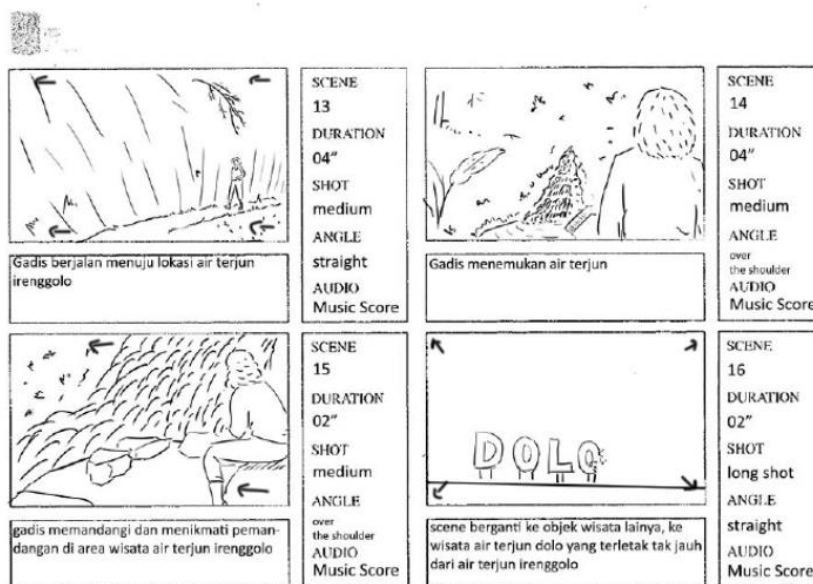 SCENE
13
DURATION
04"
SHOT
medium
ANGLE
straight
AUDIO
Music Score
Gadis berjalan menuju lokasi air terjun
irenggolo
SCENE
14
DURATION
04"
SHOT
medium
ANGLE
over
the shoulder
AUDIO
Music Score
Gadis menemukan air terjun
SCENE
15
DURATION
02"
SHOT
medium
ANGLE
over
the shoulder
AUDIO
Music Score
gadis memandangi dan menikmati peman-
dangan di area wisata air terjun irenggolo
DOLO
SCENE
16
DURATION
02"
SHOT
long shot
ANGLE
straight
AUDIO
Music Score
scene berganti ke objek wisata lainya, ke
wisata air terjun dolo yang terletak tak jauh
dari air terjun irenggolo